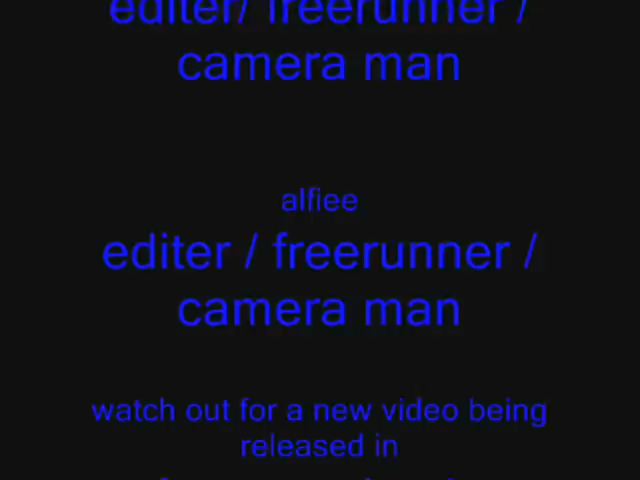 editer/ freerunner /
camera man
alfiee
editer / freerunner /
camera man
watch out for a new video being
released in